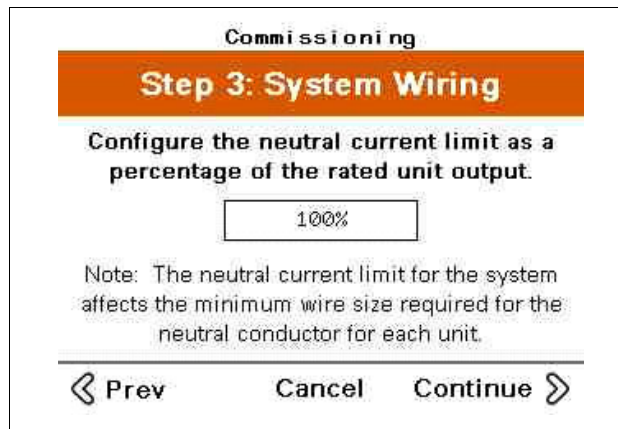 Commissioning
Step 3: System Wiring
Configure the neutral current limit as a
percentage of the rated unit output.
100%
Note: The neutral current limit for the system
affects the minimum wire size required for the
neutral conductor for each unit.
Prev Cancel Continue